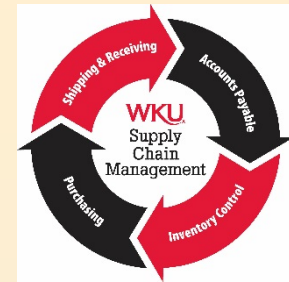 Shipping & Receiving
Accounts Payable
WKU
Supply
Chain
Management
Purchasing
Inventory Control